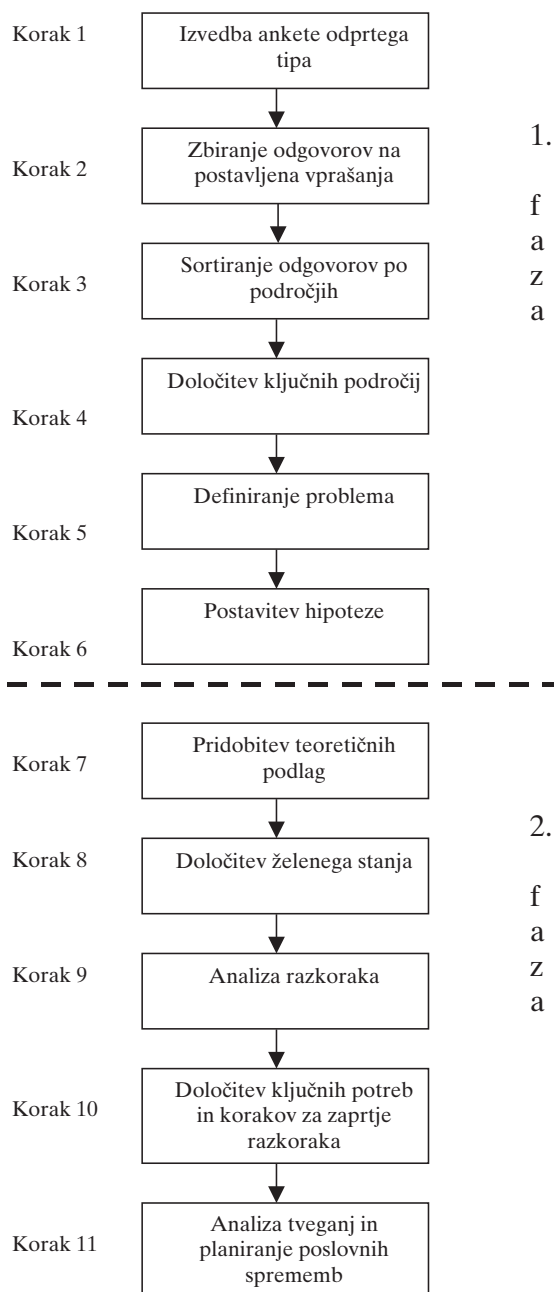 Korak 1
Izvedba ankete odprtega
tipa
Korak 2
Zbiranje odgovorov na
postavljena vprašanja
1.
f
a
z
a
Korak 3
Sortiranje odgovorov po
področjih
Korak 4
Določitev ključnih področij
Korak 5
Definiranje problema
Korak 6
Postavitev hipoteze
Korak 7
Pridobitev teoretičnih
podlag
Korak 8
Določitev želenega stanja
2.
f
a
z
a
Korak 9
Analiza razkoraka
Korak 10
Določitev ključnih potreb
in korakov za zaprtje
razkoraka
Korak 11
Analiza tveganj in
planiranje poslovnih
sprememb